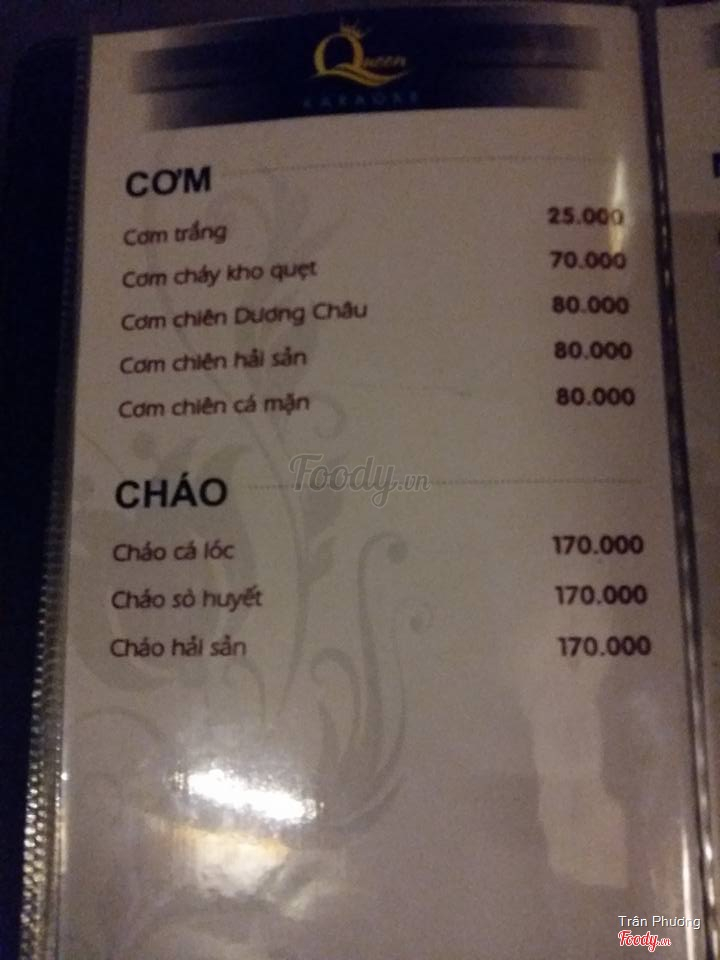 Queen
KARAOKE
CƠM
Cơm trắng 25.000
Cơm cháy kho quẹt 70.000
Cơm chiên Dương Châu 80.000
Cơm chiên hải sản 80.000
Cơm chiên cá mặn 80.000
Foody.vn
CHÁO
Cháo cá lóc 170.000
Cháo sò huyết 170.000
Cháo hải sản 170.000
Trân Phương
Foody.vn